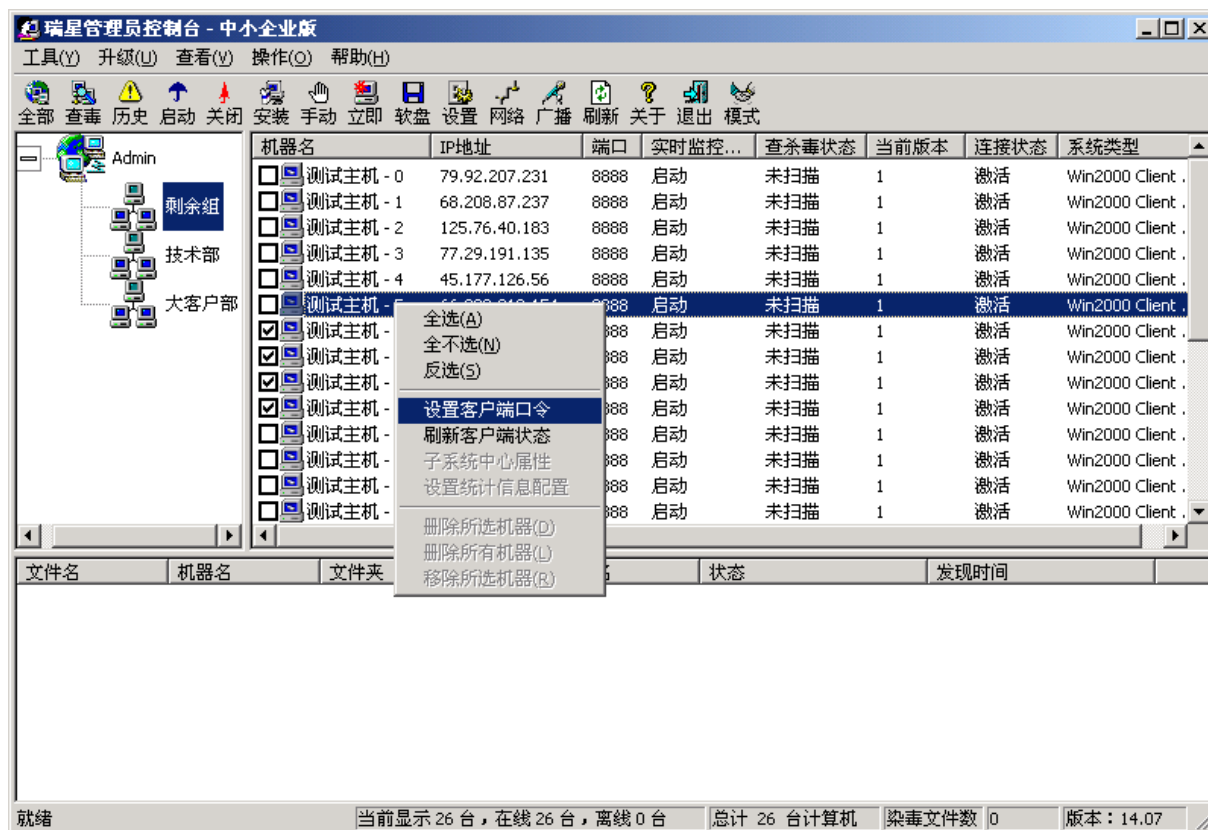 瑞星管理员控制台 - 中小企业版
工具(Y) 升级(U) 查看(V) 操作(O) 帮助(H)
全部 查毒 历史 启动 关闭 安装 手动 立即 软盘 设置 网络 广播 刷新 关于 退出 模式
Admin
剩余组
技术部
大客户部
机器名 IP地址 端口 实时监控... 查杀毒状态 当前版本 连接状态 系统类型
测试主机 - 0 79.92.207.231 8888 启动 未扫描 1 激活 Win2000 Client .
测试主机 - 1 68.208.87.237 8888 启动 未扫描 1 激活 Win2000 Client .
测试主机 - 2 125.76.40.183 8888 启动 未扫描 1 激活 Win2000 Client .
测试主机 - 3 77.29.191.135 8888 启动 未扫描 1 激活 Win2000 Client .
测试主机 - 4 45.177.126.56 8888 启动 未扫描 1 激活 Win2000 Client .
测试主机 - 启动 未扫描 1 激活 Win2000 Client .
测试主机 - 888 启动 未扫描 1 激活 Win2000 Client .
测试主机 - 888 启动 未扫描 1 激活 Win2000 Client .
测试主机 - 888 启动 未扫描 1 激活 Win2000 Client .
测试主机 - 888 启动 未扫描 1 激活 Win2000 Client .
测试主机 - 888 启动 未扫描 1 激活 Win2000 Client .
测试主机 - 888 启动 未扫描 1 激活 Win2000 Client .
测试主机 - 888 启动 未扫描 1 激活 Win2000 Client .
测试主机 - 888 启动 未扫描 1 激活 Win2000 Client .
全选(A)
全不选(N)
反选(S)
设置客户端口令
刷新客户端状态
子系统中心属性
设置统计信息配置
删除所选机器(D)
删除所有机器(L)
移除所选机器(R)
文件名 机器名 文件夹 状态 发现时间
就绪 当前显示 26 台，在线 26 台，离线 0 台 总计 26 台计算机 染毒文件数 0 版本：14.07